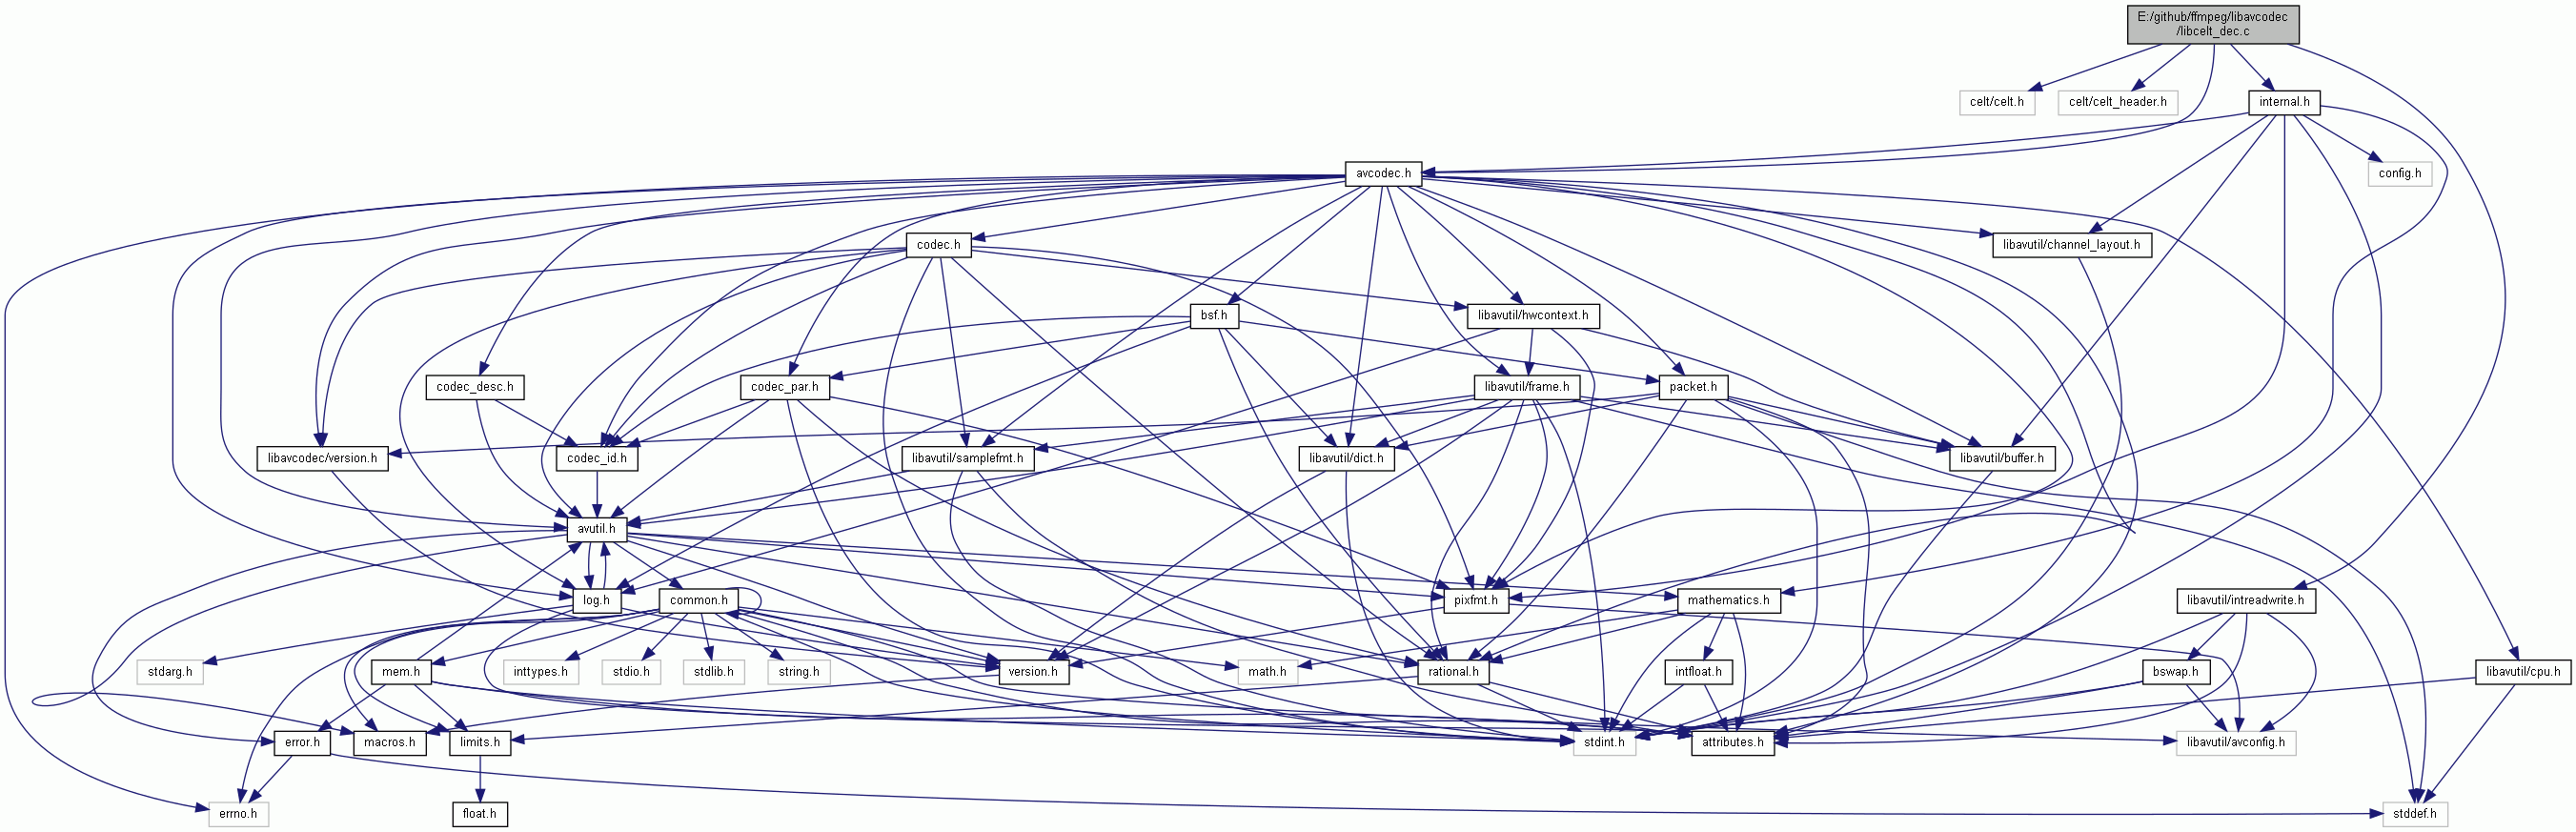 E:/github/ffmpeg/libavcodec
/libcelt_dec.c
celt/celt.h
celt/celt_header.h
internal.h
avcodec.h
config.h
codec.h
libavutil/channel_layout.h
bsf.h
libavutil/hwcontext.h
codec_desc.h
codec_par.h
libavutil/frame.h
packet.h
libavcodec/version.h
codec_id.h
libavutil/samplefmt.h
libavutil/dict.h
libavutil/buffer.h
avutil.h
log.h
common.h
pixfmt.h
mathematics.h
libavutil/intreadwrite.h
stdarg.h
mem.h
inttypes.h
stdio.h
stdlib.h
string.h
version.h
math.h
rational.h
intfloat.h
bswap.h
libavutil/cpu.h
error.h
macros.h
limits.h
stdint.h
attributes.h
libavutil/avconfig.h
errno.h
float.h
stddef.h